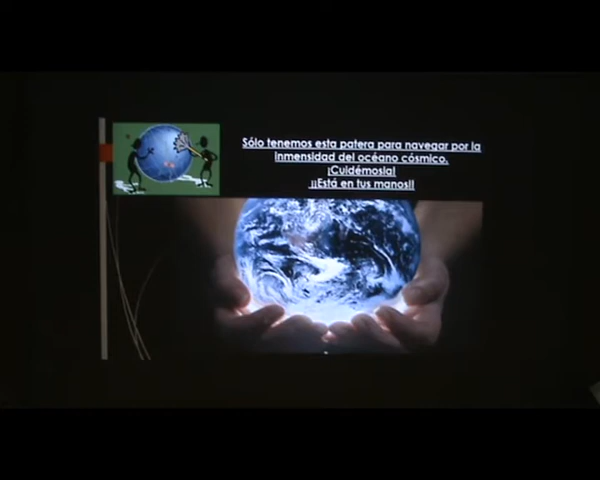 Sólo tenemos esta patera para navegar por la
inmensidad del océano cósmico.
¡Cuidémosla!
¡¡Está en tus manos!!